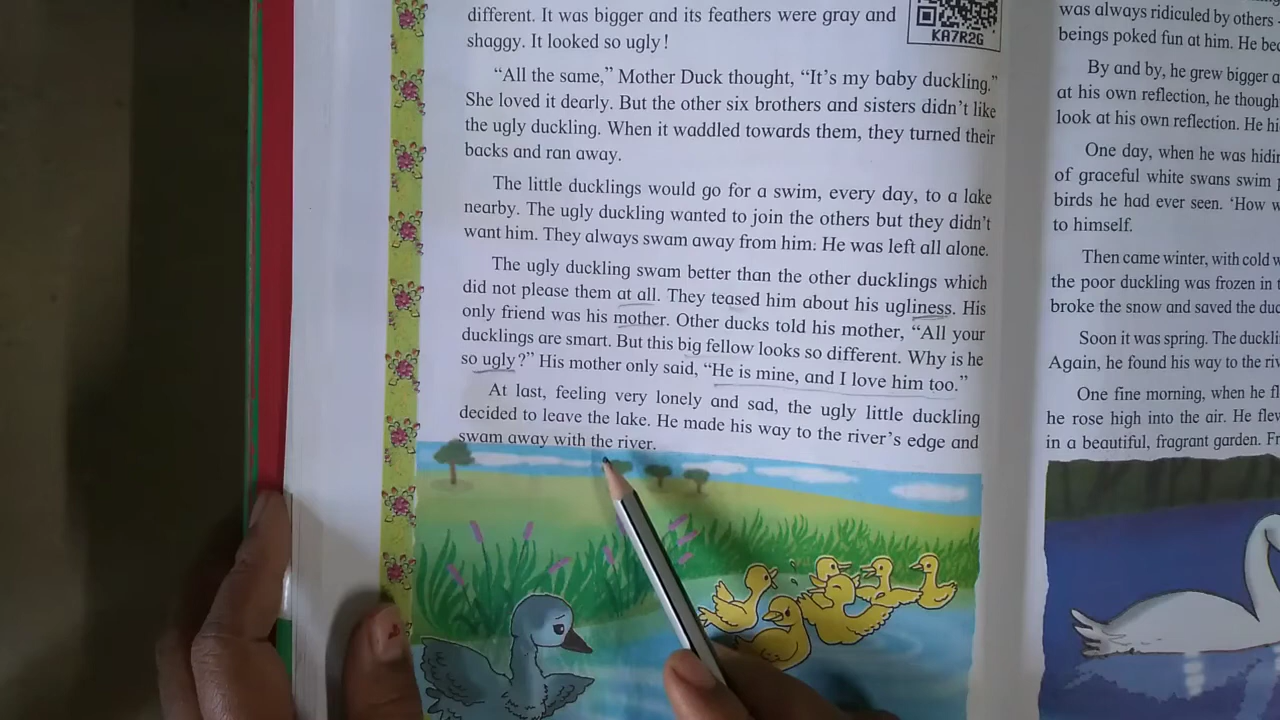 different. It was bigger and its feathers were gray and
shaggy. It looked so ugly!
KA7R2G
“All the same,” Mother Duck thought, “It’s my baby duckling.”
She loved it dearly. But the other six brothers and sisters didn’t like
the ugly duckling. When it waddled towards them, they turned their
backs and ran away.
The little ducklings would go for a swim, every day, to a lake
nearby. The ugly duckling wanted to join the others but they didn’t
want him. They always swam away from him. He was left all alone.
The ugly duckling swam better than the other ducklings which
did not please them at all. They teased him about his ugliness. His
only friend was his mother. Other ducks told his mother, “All your
ducklings are smart. But this big fellow looks so different. Why is he
so ugly?” His mother only said, “He is mine, and I love him too.”
At last, feeling very lonely and sad, the ugly little duckling
decided to leave the lake. He made his way to the river’s edge and
swam away with the river.
was always ridiculed by others
beings poked fun at him. He
By and by, he grew bigger
at his own reflection, he
look at his own reflection. He
One day, when he was
of graceful white swans swim
birds he had ever seen. ‘How
to himself.
Then came winter, with cold
the poor duckling was frozen in
broke the snow and saved the
Soon it was spring. The
Again, he found his way to the
One fine morning, when he
he rose high into the air. He
in a beautiful, fragrant garden.